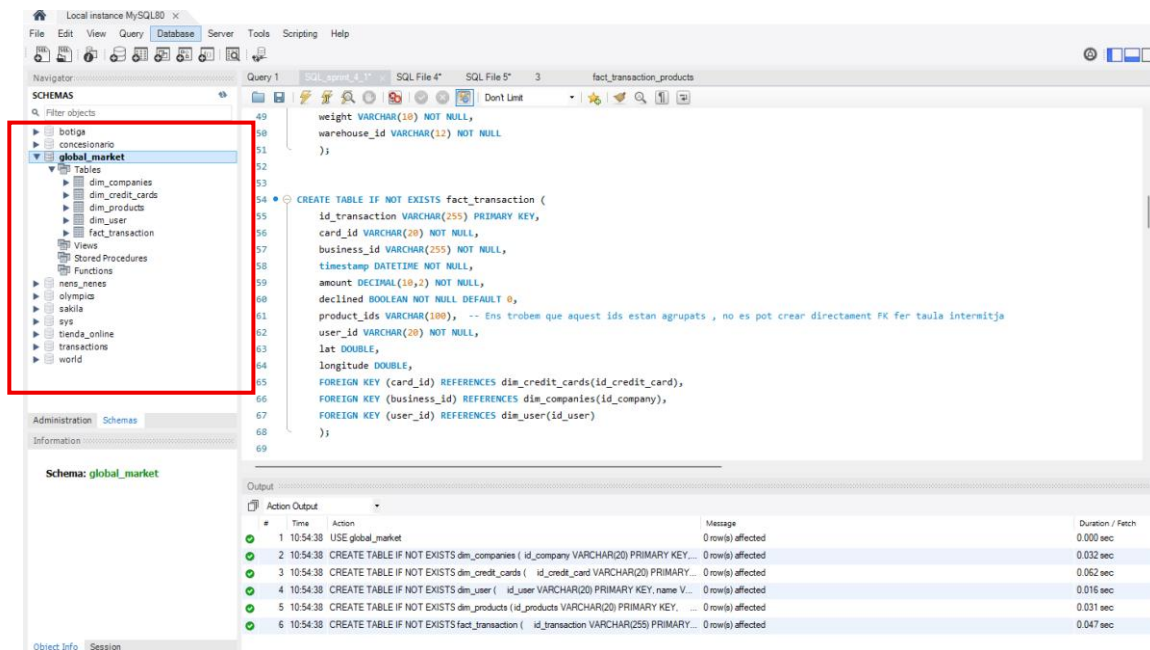 Local instance MySQL80 ×
File Edit View Query Database Server Tools Scripting Help
Navigator
SCHEMAS
Filter objects
botiga
concesionario
global_market
Tables
dim_companies
dim_credit_cards
dim_products
dim_user
fact_transaction
Views
Stored Procedures
Functions
nens_nenes
olympics
sakila
sys
tienda_online
transactions
world
Administration Schemas
Information
Schema: global_market
Object Info Session
Query 1 SQL_sprint_4_1* × SQL File 4* SQL File 5* 3 fact_transaction_products
Don't Limit
49 weight VARCHAR(10) NOT NULL,
50 warehouse_id VARCHAR(12) NOT NULL
51 );
52
53
54 CREATE TABLE IF NOT EXISTS fact_transaction (
55 id_transaction VARCHAR(255) PRIMARY KEY,
56 card_id VARCHAR(20) NOT NULL,
57 business_id VARCHAR(255) NOT NULL,
58 timestamp DATETIME NOT NULL,
59 amount DECIMAL(10,2) NOT NULL,
60 declined BOOLEAN NOT NULL DEFAULT 0,
61 product_ids VARCHAR(100), -- Ens trobem que aquest ids estan agrupats , no es pot crear directament FK fer taula intermitja
62 user_id VARCHAR(20) NOT NULL,
63 lat DOUBLE,
64 longitude DOUBLE,
65 FOREIGN KEY (card_id) REFERENCES dim_credit_cards(id_credit_card),
66 FOREIGN KEY (business_id) REFERENCES dim_companies(id_company),
67 FOREIGN KEY (user_id) REFERENCES dim_user(id_user)
68 );
69
Output
Action Output
# Time Action Message Duration / Fetch
1 10:54:38 USE global_market 0 row(s) affected 0.000 sec
2 10:54:38 CREATE TABLE IF NOT EXISTS dim_companies ( id_company VARCHAR(20) PRIMARY KEY,... 0 row(s) affected 0.032 sec
3 10:54:38 CREATE TABLE IF NOT EXISTS dim_credit_cards ( id_credit_card VARCHAR(20) PRIMARY... 0 row(s) affected 0.062 sec
4 10:54:38 CREATE TABLE IF NOT EXISTS dim_user ( id_user VARCHAR(20) PRIMARY KEY, name V... 0 row(s) affected 0.016 sec
5 10:54:38 CREATE TABLE IF NOT EXISTS dim_products (id_products VARCHAR(20) PRIMARY KEY, ... 0 row(s) affected 0.031 sec
6 10:54:38 CREATE TABLE IF NOT EXISTS fact_transaction ( id_transaction VARCHAR(255) PRIMARY... 0 row(s) affected 0.047 sec